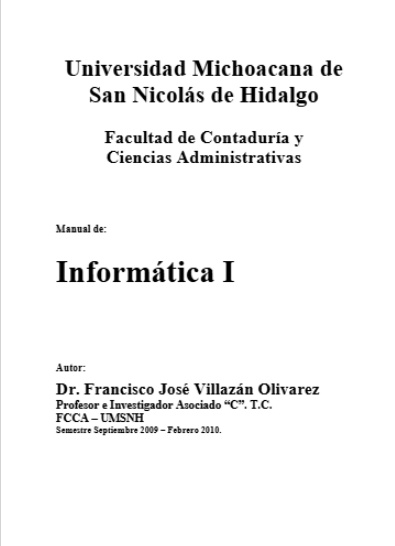 Universidad Michoacana de
San Nicolás de Hidalgo
Facultad de Contaduría y
Ciencias Administrativas
Manual de:
Informática I
Autor:
Dr. Francisco José Villazán Olivarez
Profesor e Investigador Asociado “C”. T.C.
FCCA – UMSNH
Semestre Septiembre 2009 – Febrero 2010.